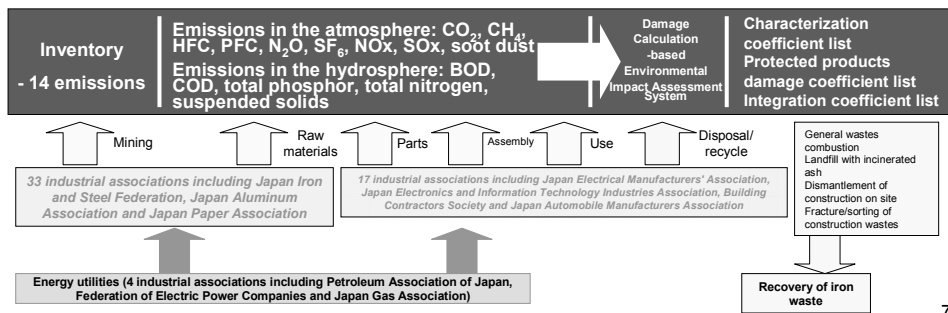 Inventory
- 14 emissions
Emissions in the atmosphere: CO2, CH4,
HFC, PFC, N2O, SF6, NOx, SOx, soot dust
Emissions in the hydrosphere: BOD,
COD, total phosphor, total nitrogen,
suspended solids
Damage
Calculation
-based
Environmental
Impact Assessment
System
Characterization
coefficient list
Protected products
damage coefficient list
Integration coefficient list
Mining
Raw
materials
Parts
Assembly
Use
Disposal/
recycle
33 industrial associations including Japan Iron
and Steel Federation, Japan Aluminum
Association and Japan Paper Association
17 industrial associations including Japan Electrical Manufacturers' Association,
Japan Electronics and Information Technology Industries Association, Building
Contractors Society and Japan Automobile Manufacturers Association
General wastes
combustion
Landfill with incinerated
ash
Dismantlement of
construction on site
Fracture/sorting of
construction wastes
Energy utilities (4 industrial associations including Petroleum Association of Japan,
Federation of Electric Power Companies and Japan Gas Association)
Recovery of iron
waste
7